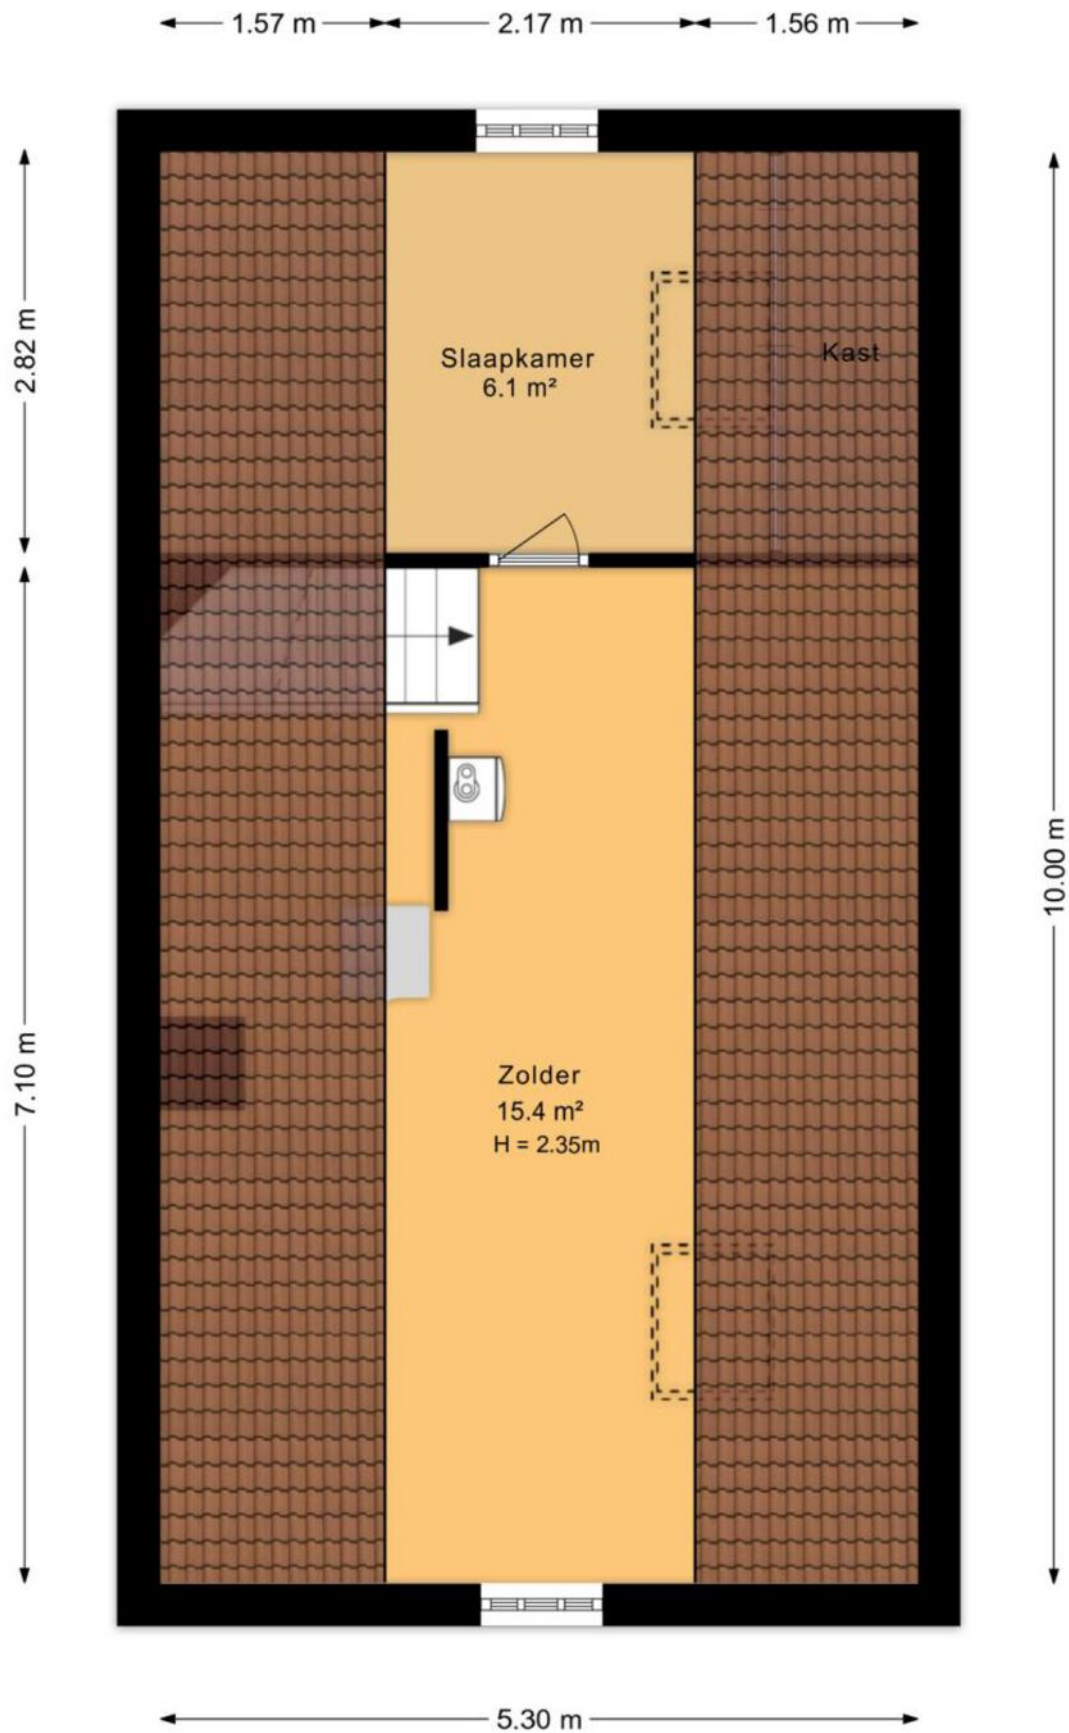 1.57 m
2.17 m
1.56 m
2.82 m
Slaapkamer
6.1 m²
Kast
7.10 m
10.00 m
Zolder
15.4 m²
H = 2.35m
5.30 m